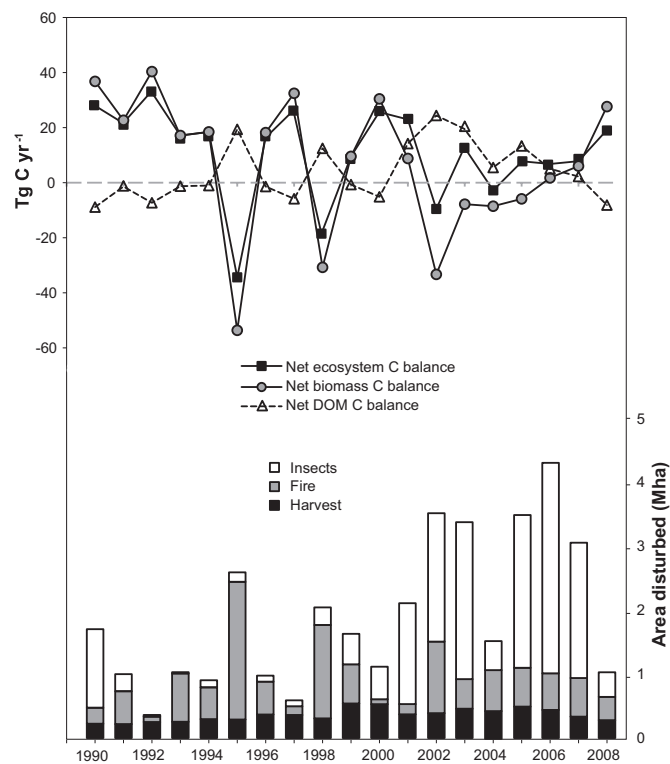 60
40
20
0
-20
-40
-60
Tg C yr⁻¹
Net ecosystem C balance
Net biomass C balance
Net DOM C balance
Insects
Fire
Harvest
5
4
3
2
1
0
Area disturbed (Mha)
1990 1992 1994 1996 1998 2000 2002 2004 2006 2008